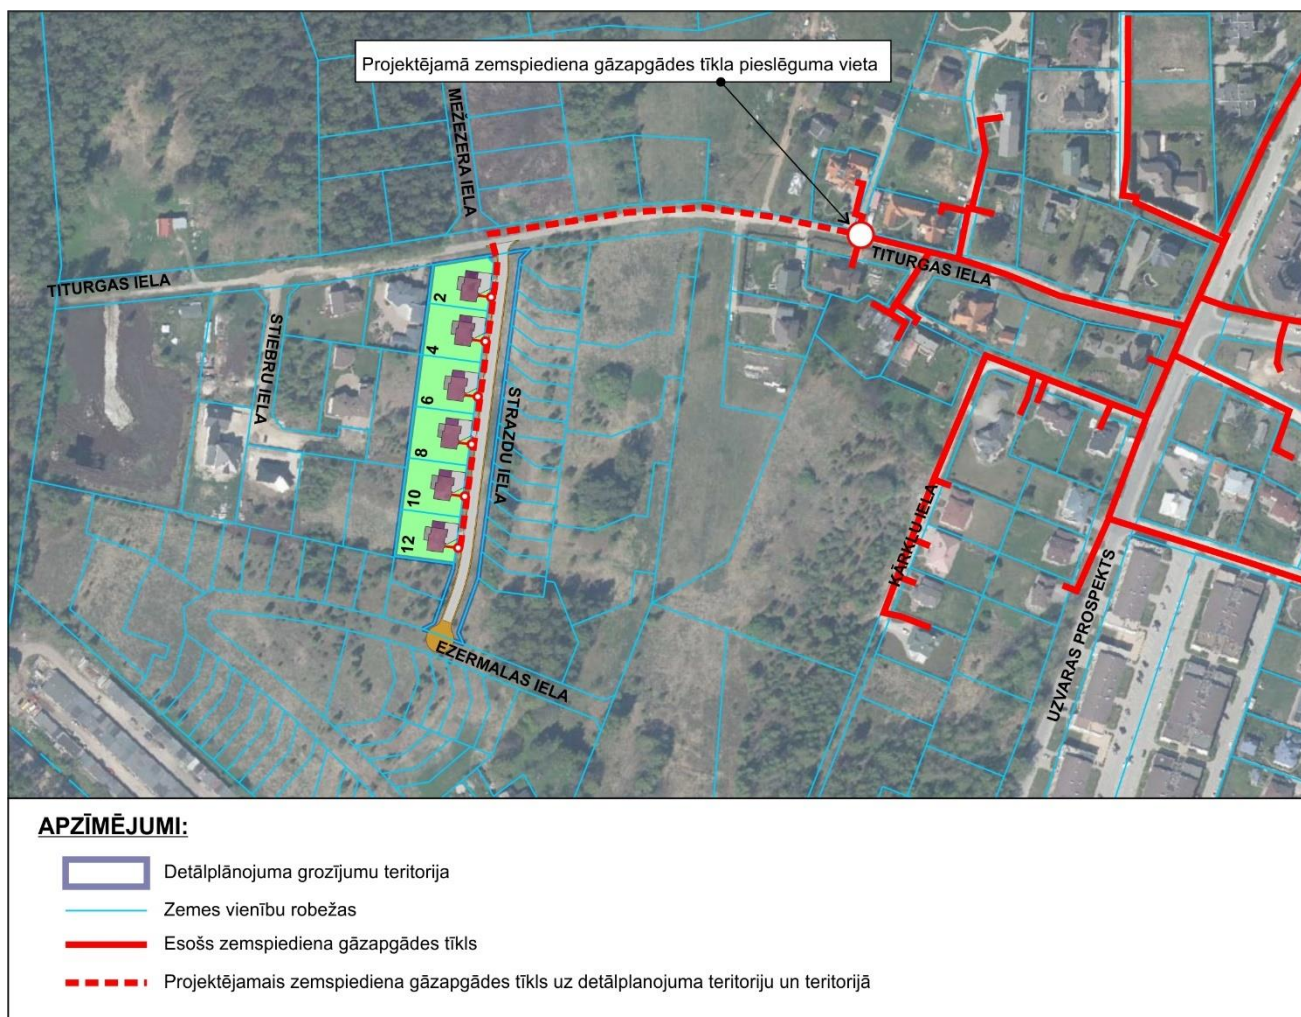 Projektējamā zemspiediena gāzapgādes tīkla pieslēguma vieta
MEŽEZERA IELA
TITURGAS IELA
TITURGAS IELA
STIEBRU IELA
2
4
6
8
10
12
STRAZDU IELA
EZERMALAS IELA
KĀRKLU IELA
UZVARAS PROSPEKTS
APZĪMĒJUMI:
Detālplānojuma grozījumu teritorija
Zemes vienību robežas
Esošs zemspiediena gāzapgādes tīkls
Projektējamais zemspiediena gāzapgādes tīkls uz detālplanojuma teritoriju un teritorijā